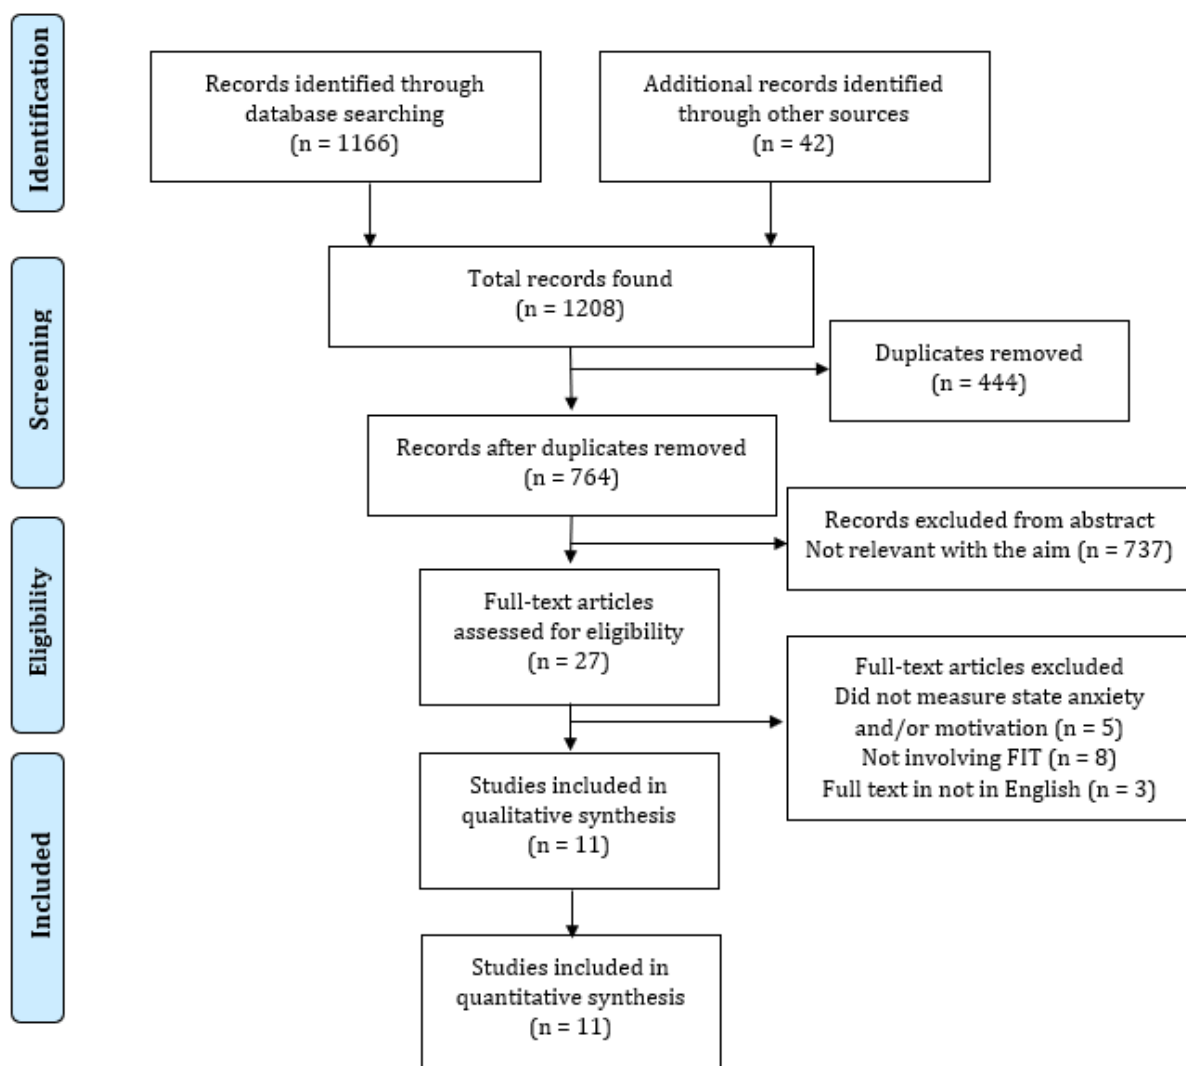 Identification
Records identified through
database searching
(n = 1166)
Additional records identified
through other sources
(n = 42)
Screening
Total records found
(n = 1208)
Duplicates removed
(n = 444)
Records after duplicates removed
(n = 764)
Records excluded from abstract
Not relevant with the aim (n = 737)
Eligibility
Full-text articles
assessed for eligibility
(n = 27)
Full-text articles excluded
Did not measure state anxiety
and/or motivation (n = 5)
Not involving FIT (n = 8)
Full text in not in English (n = 3)
Included
Studies included in
qualitative synthesis
(n = 11)
Studies included in
quantitative synthesis
(n = 11)